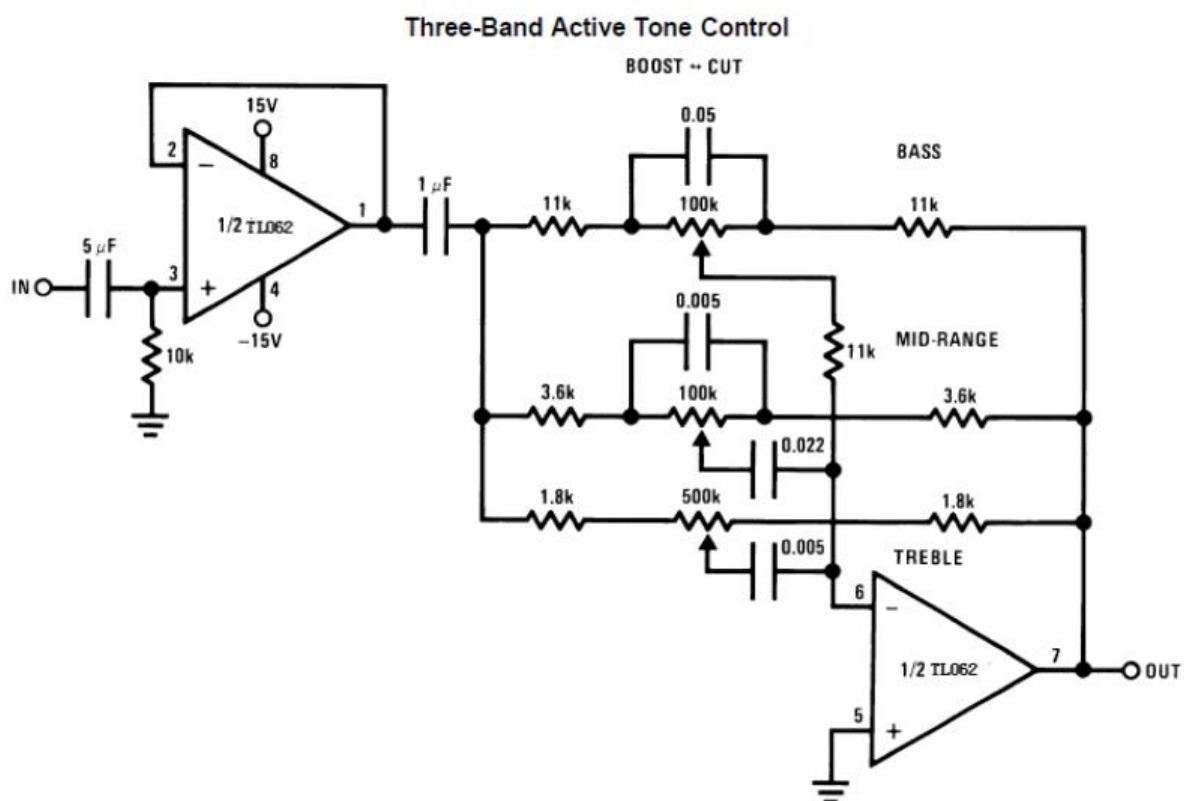 Three-Band Active Tone Control
BOOST ↔ CUT
15V
0.05
BASS
2
−
8
1 μF
11k
100k
11k
1/2 TL062
1
5 μF
IN
3
+
4
0.005
MID-RANGE
10k
−15V
11k
3.6k
100k
3.6k
0.022
1.8k
500k
1.8k
0.005
TREBLE
6
−
1/2 TL062
7
OUT
5
+